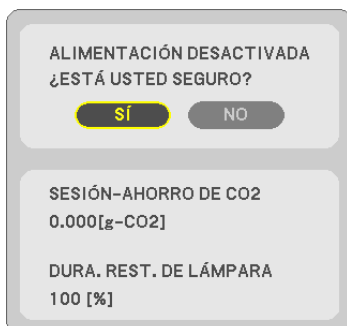 ALIMENTACIÓN DESACTIVADA
¿ESTÁ USTED SEGURO?
SÍ NO
SESIÓN-AHORRO DE CO2
0.000[g-CO2]
DURA. REST. DE LÁMPARA
100 [%]